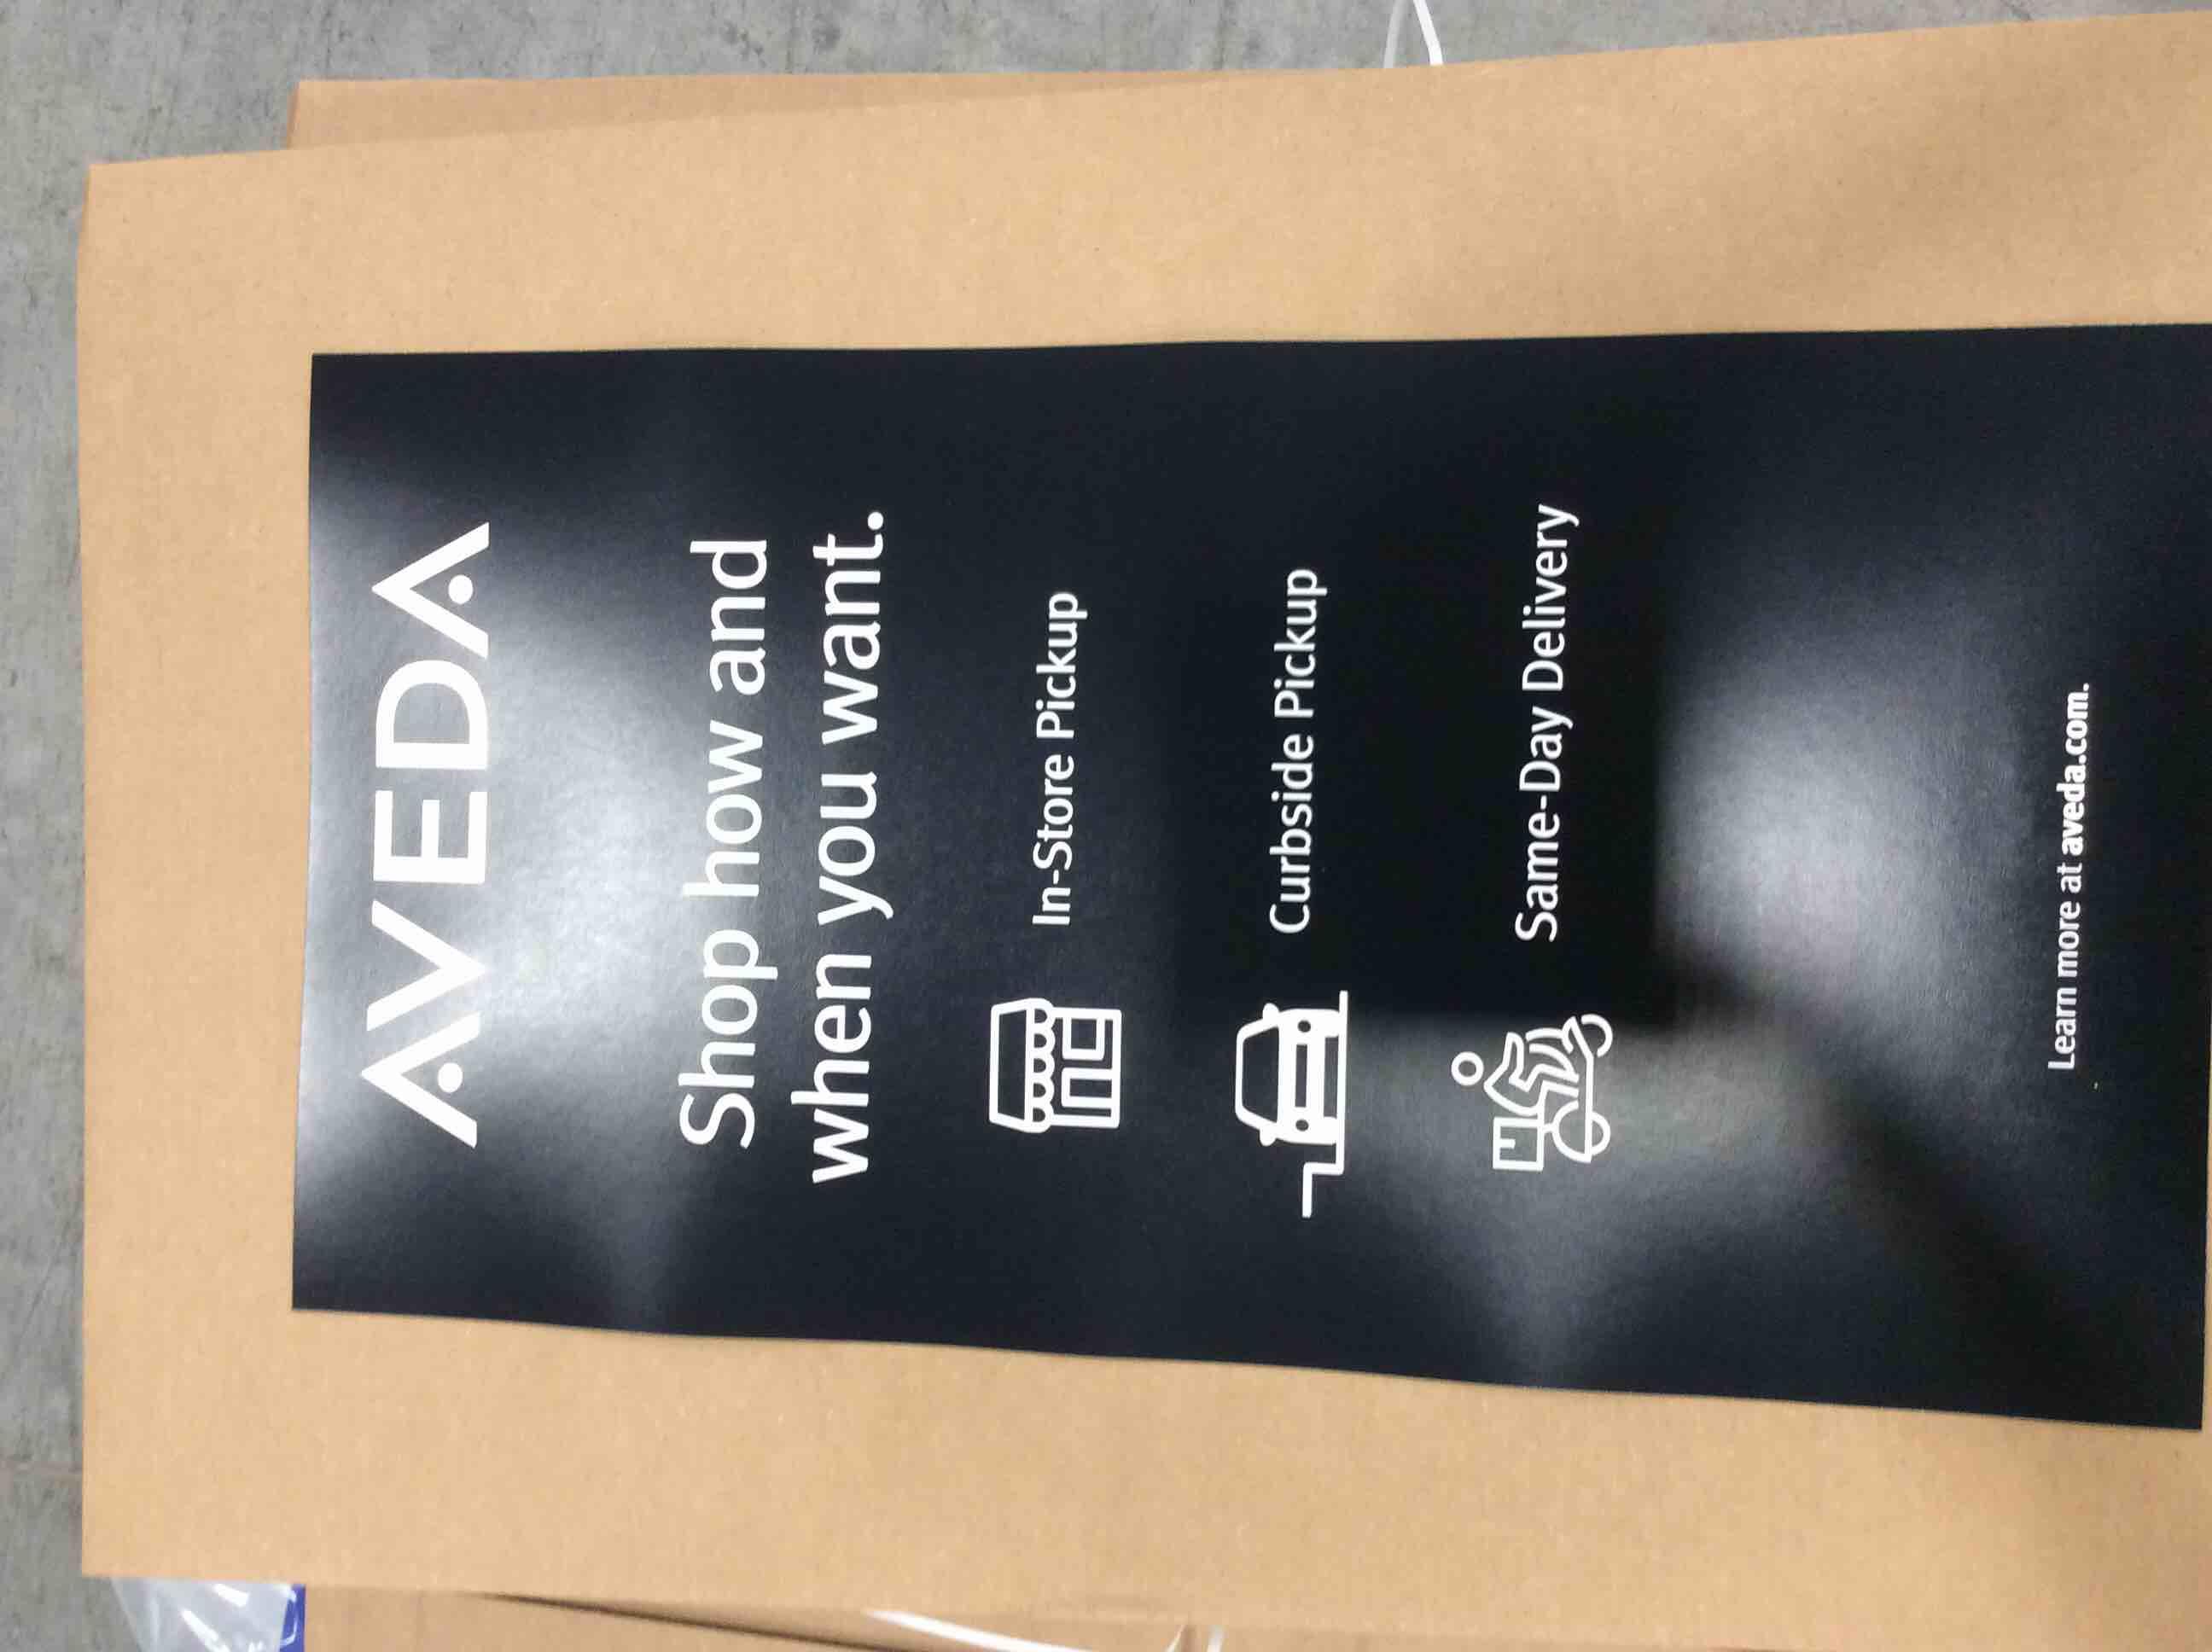 AVEDA
Shop how and
when you want.
In-Store Pickup
Curbside Pickup
Same-Day Delivery
Learn more at aveda.com.